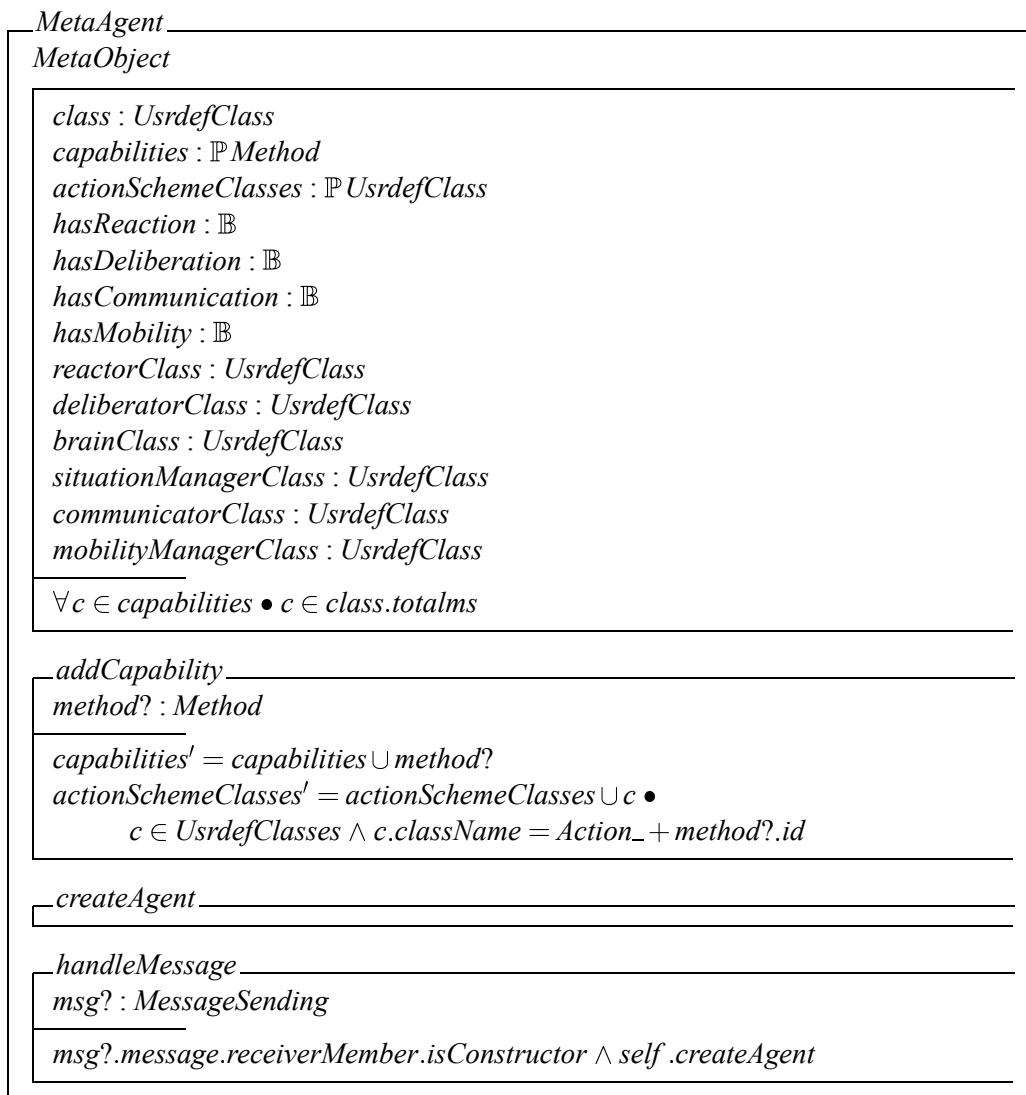 MetaAgent
MetaObject
class : UsrdefClass
capabilities : ℙ Method
actionSchemeClasses : ℙ UsrdefClass
hasReaction : 𝔹
hasDeliberation : 𝔹
hasCommunication : 𝔹
hasMobility : 𝔹
reactorClass : UsrdefClass
deliberatorClass : UsrdefClass
brainClass : UsrdefClass
situationManagerClass : UsrdefClass
communicatorClass : UsrdefClass
mobilityManagerClass : UsrdefClass
∀ c ∈ capabilities • c ∈ class.totalms
addCapability
method? : Method
capabilities′ = capabilities ∪ method?
actionSchemeClasses′ = actionSchemeClasses ∪ c •
c ∈ UsrdefClasses ∧ c.className = Action_ + method?.id
createAgent
handleMessage
msg? : MessageSending
msg?.message.receiverMember.isConstructor ∧ self .createAgent